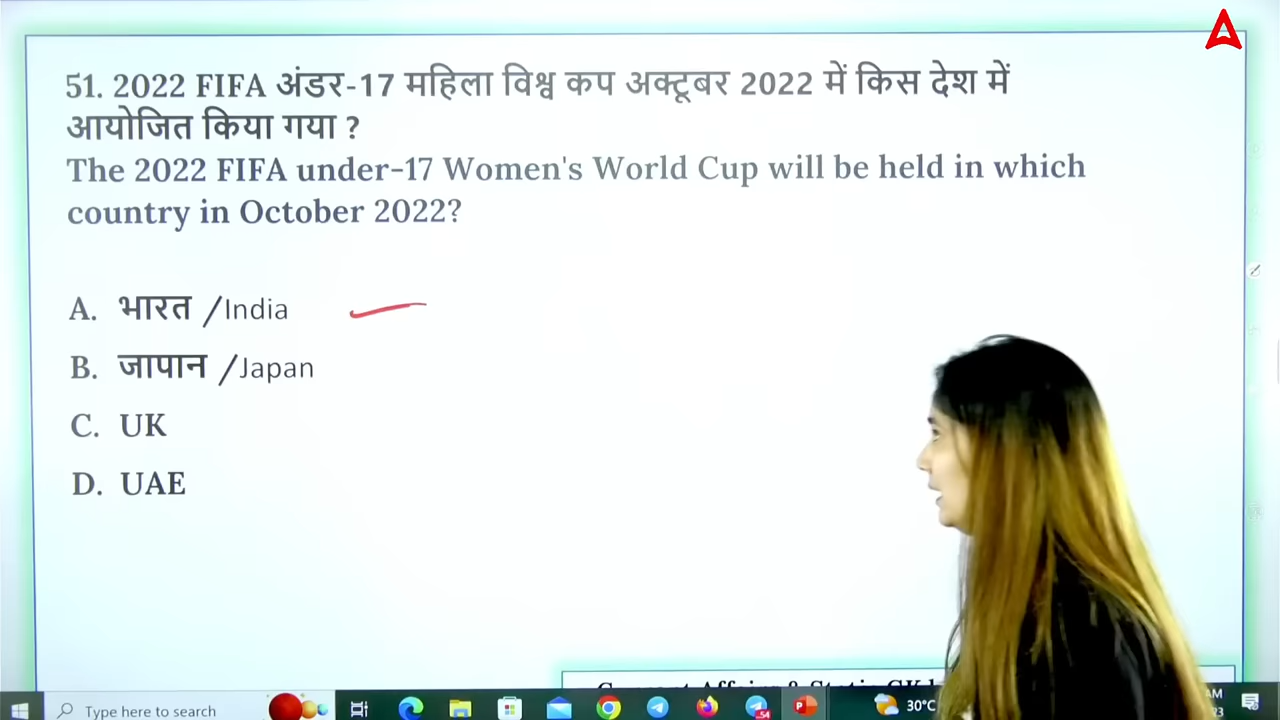 51. 2022 FIFA अंडर-17 महिला विश्व कप अक्टूबर 2022 में किस देश में
आयोजित किया गया ?
The 2022 FIFA under-17 Women's World Cup will be held in which
country in October 2022?
A. भारत /India
B. जापान /Japan
C. UK
D. UAE
Type here to search
54
30°C
AM